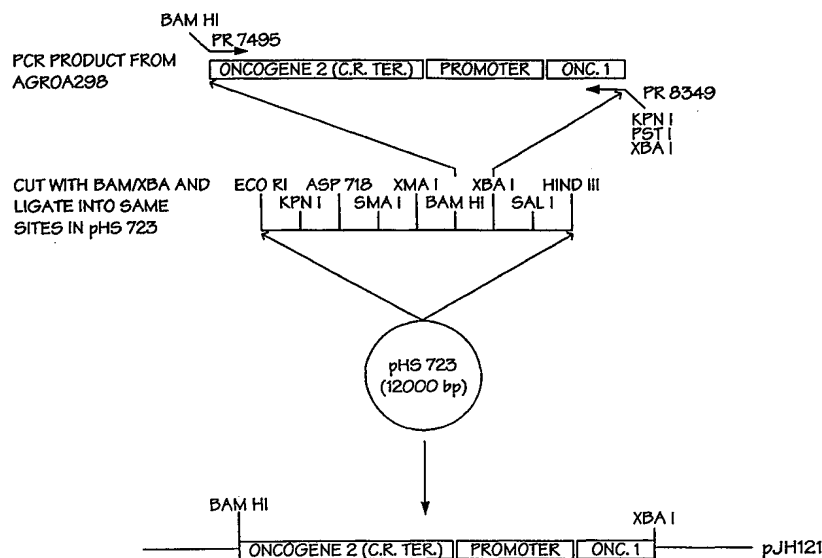 BAM HI
PR 7495
PCR PRODUCT FROM
AGROA298
ONCOGENE 2 (C.R. TER.) PROMOTER ONC. 1
PR 8349
KPN I
PST I
XBA I
CUT WITH BAM/XBA AND
LIGATE INTO SAME
SITES IN pHS 723
ECO RI ASP 718 XMA I XBA I HIND III
KPN I SMA I BAM HI SAL I
pHS 723
(12000 bp)
BAM HI
XBA I
ONCOGENE 2 (C.R. TER.) PROMOTER ONC. 1
pJH121